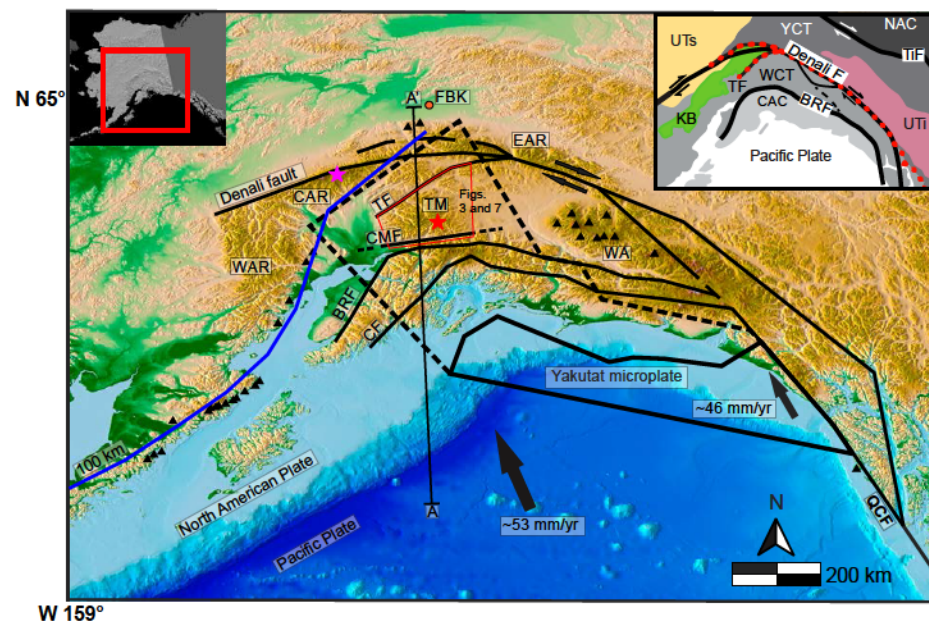 N 65°
A'
FBK
EAR
Denali fault
CAR
TF
TM
Figs.
3 and 7
CMF
WAR
WA
BRF
CF
Yakutat microplate
~46 mm/yr
100 km
North American Plate
A
~53 mm/yr
Pacific Plate
QCF
N
200 km
W 159°
UTs
YCT
NAC
TiF
Denali F
WCT
TF
CAC
BRF
KB
UTi
Pacific Plate